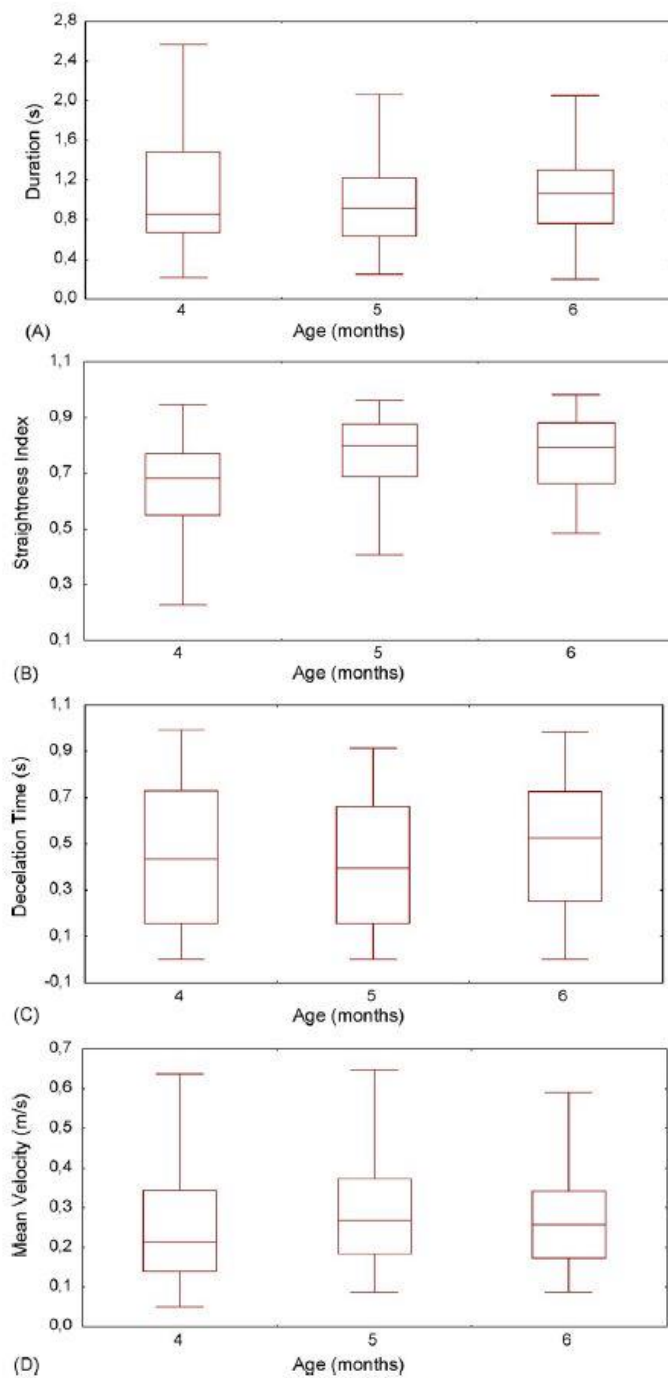 2,8
2,4
2,0
1,6
1,2
0,8
0,4
0,0
Duration (s)
4 5 6
(A) Age (months)
1,1
0,9
0,7
0,5
0,3
0,1
Straightness Index
4 5 6
(B) Age (months)
1,1
0,9
0,7
0,5
0,3
0,1
-0,1
Decelation Time (s)
4 5 6
(C) Age (months)
0,7
0,6
0,5
0,4
0,3
0,2
0,1
0,0
Mean Velocity (m/s)
4 5 6
(D) Age (months)